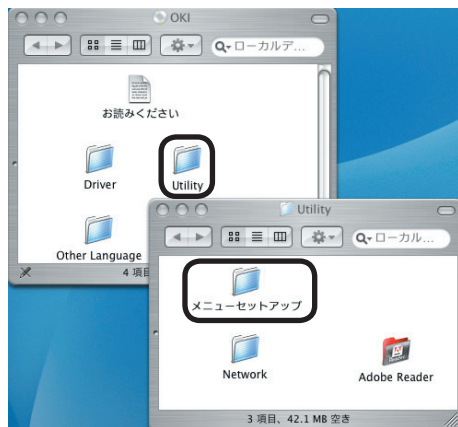 OKI
ローカルデ...
お読みください
Driver
Utility
Other Language
4 項目
Utility
ローカル...
メニューセットアップ
Network
Adobe Reader
3 項目、42.1 MB 空き